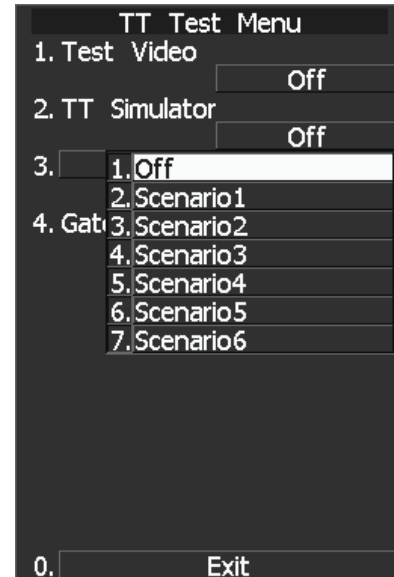 TT Test Menu
1. Test Video
Off
2. TT Simulator
Off
3.
1. Off
2. Scenario1
4. Gat
3. Scenario2
4. Scenario3
5. Scenario4
6. Scenario5
7. Scenario6
0. Exit